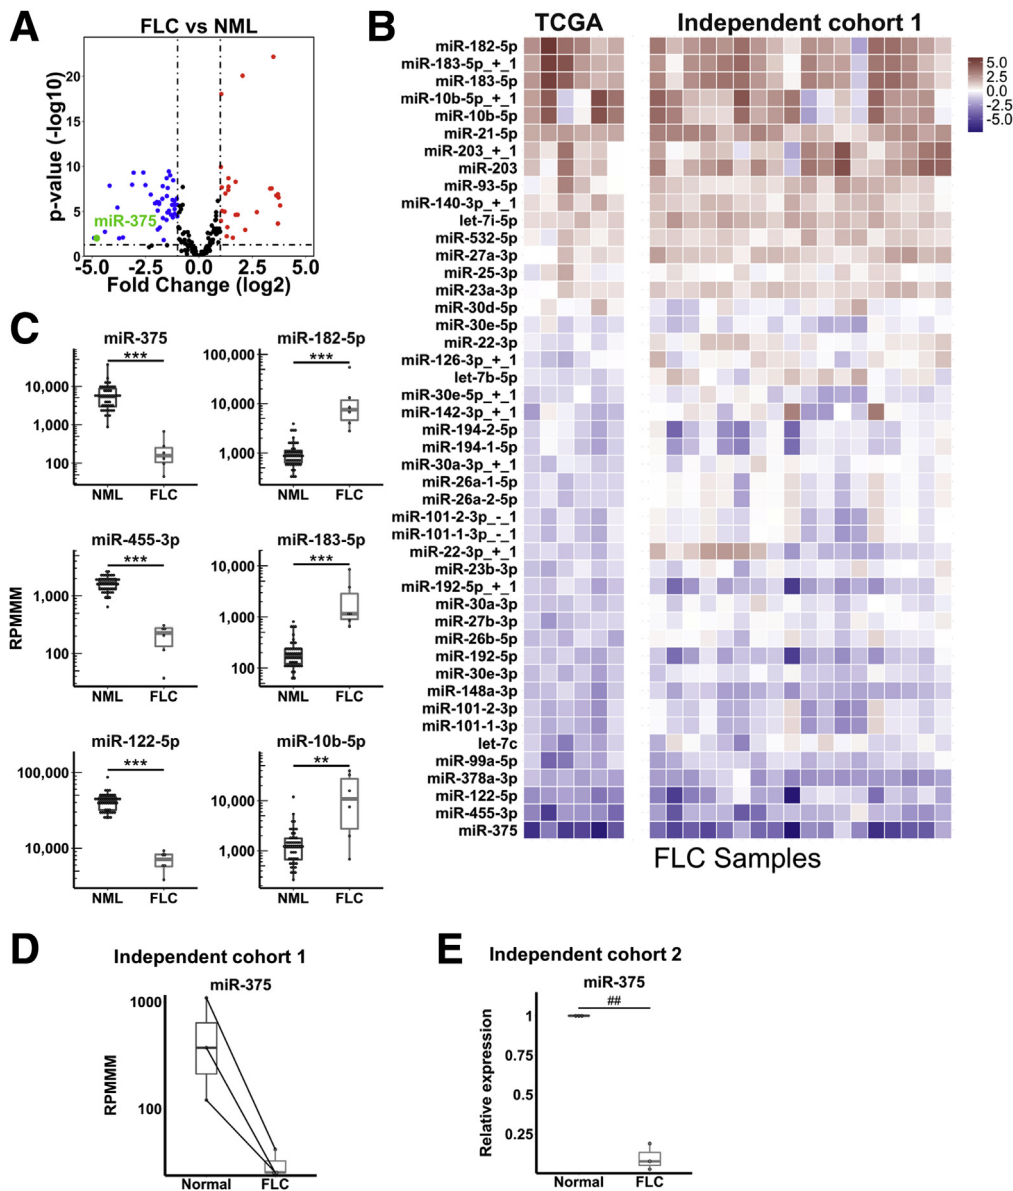 A
FLC vs NML
p-value (-log10)
20
15
10
5
0
miR-375
-5.0 -2.5 0.0 2.5 5.0
Fold Change (log2)
B
TCGA Independent cohort 1
miR-182-5p
miR-183-5p_+_1
miR-183-5p
miR-10b-5p_+_1
miR-10b-5p
miR-21-5p
miR-203_+_1
miR-203
miR-93-5p
miR-140-3p_+_1
let-7i-5p
miR-532-5p
miR-27a-3p
miR-25-3p
miR-23a-3p
miR-30d-5p
miR-30e-5p
miR-22-3p
miR-126-3p_+_1
let-7b-5p
miR-30e-5p_+_1
miR-142-3p_+_1
miR-194-2-5p
miR-194-1-5p
miR-30a-3p_+_1
miR-26a-1-5p
miR-26a-2-5p
miR-101-2-3p_-_1
miR-101-1-3p_-_1
miR-22-3p_+_1
miR-23b-3p
miR-192-5p_+_1
miR-30a-3p
miR-27b-3p
miR-26b-5p
miR-192-5p
miR-30e-3p
miR-148a-3p
miR-101-2-3p
miR-101-1-3p
let-7c
miR-99a-5p
miR-378a-3p
miR-122-5p
miR-455-3p
miR-375
5.0
2.5
0.0
-2.5
-5.0
FLC Samples
C
RPMMM
miR-375
***
10,000
1,000
100
NML FLC
miR-182-5p
***
100,000
10,000
1,000
NML FLC
miR-455-3p
***
1,000
100
NML FLC
miR-183-5p
***
10,000
1,000
100
NML FLC
miR-122-5p
***
100,000
10,000
NML FLC
miR-10b-5p
**
10,000
1,000
NML FLC
D
Independent cohort 1
miR-375
RPMMM
1000
100
Normal FLC
E
Independent cohort 2
miR-375
##
Relative expression
1
0.75
0.5
0.25
Normal FLC